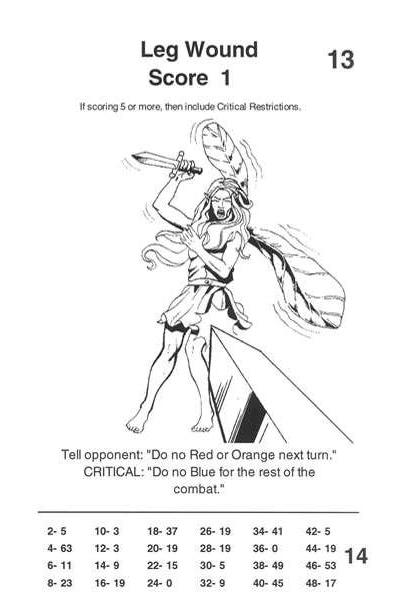 Leg Wound
Score 1
13
If scoring 5 or more, then include Critical Restrictions.
Tell opponent: "Do no Red or Orange next turn."
CRITICAL: "Do no Blue for the rest of the
combat."
2- 5 10- 3 18- 37 26- 19 34- 41 42- 5
4- 63 12- 3 20- 19 28- 19 36- 0 44- 19
6- 11 14- 9 22- 15 30- 5 38- 49 46- 53
8- 23 16- 19 24- 0 32- 9 40- 45 48- 17
14